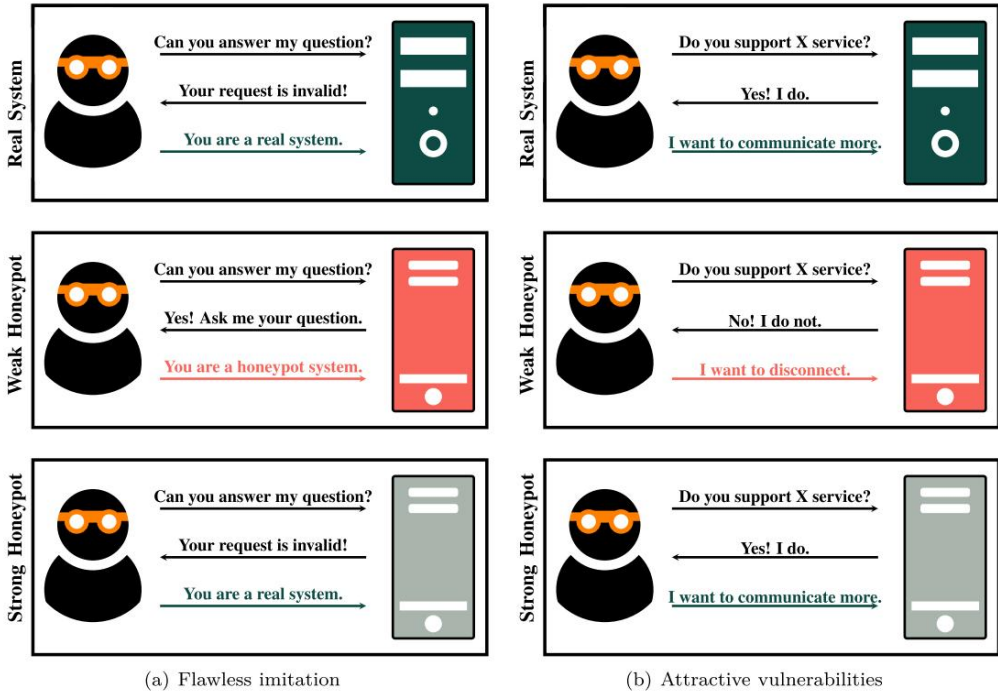 Real System
Can you answer my question?
Your request is invalid!
You are a real system.
Real System
Do you support X service?
Yes! I do.
I want to communicate more.
Weak Honeypot
Can you answer my question?
Yes! Ask me your question.
You are a honeypot system.
Weak Honeypot
Do you support X service?
No! I do not.
I want to disconnect.
Strong Honeypot
Can you answer my question?
Your request is invalid!
You are a real system.
Strong Honeypot
Do you support X service?
Yes! I do.
I want to communicate more.
(a) Flawless imitation
(b) Attractive vulnerabilities